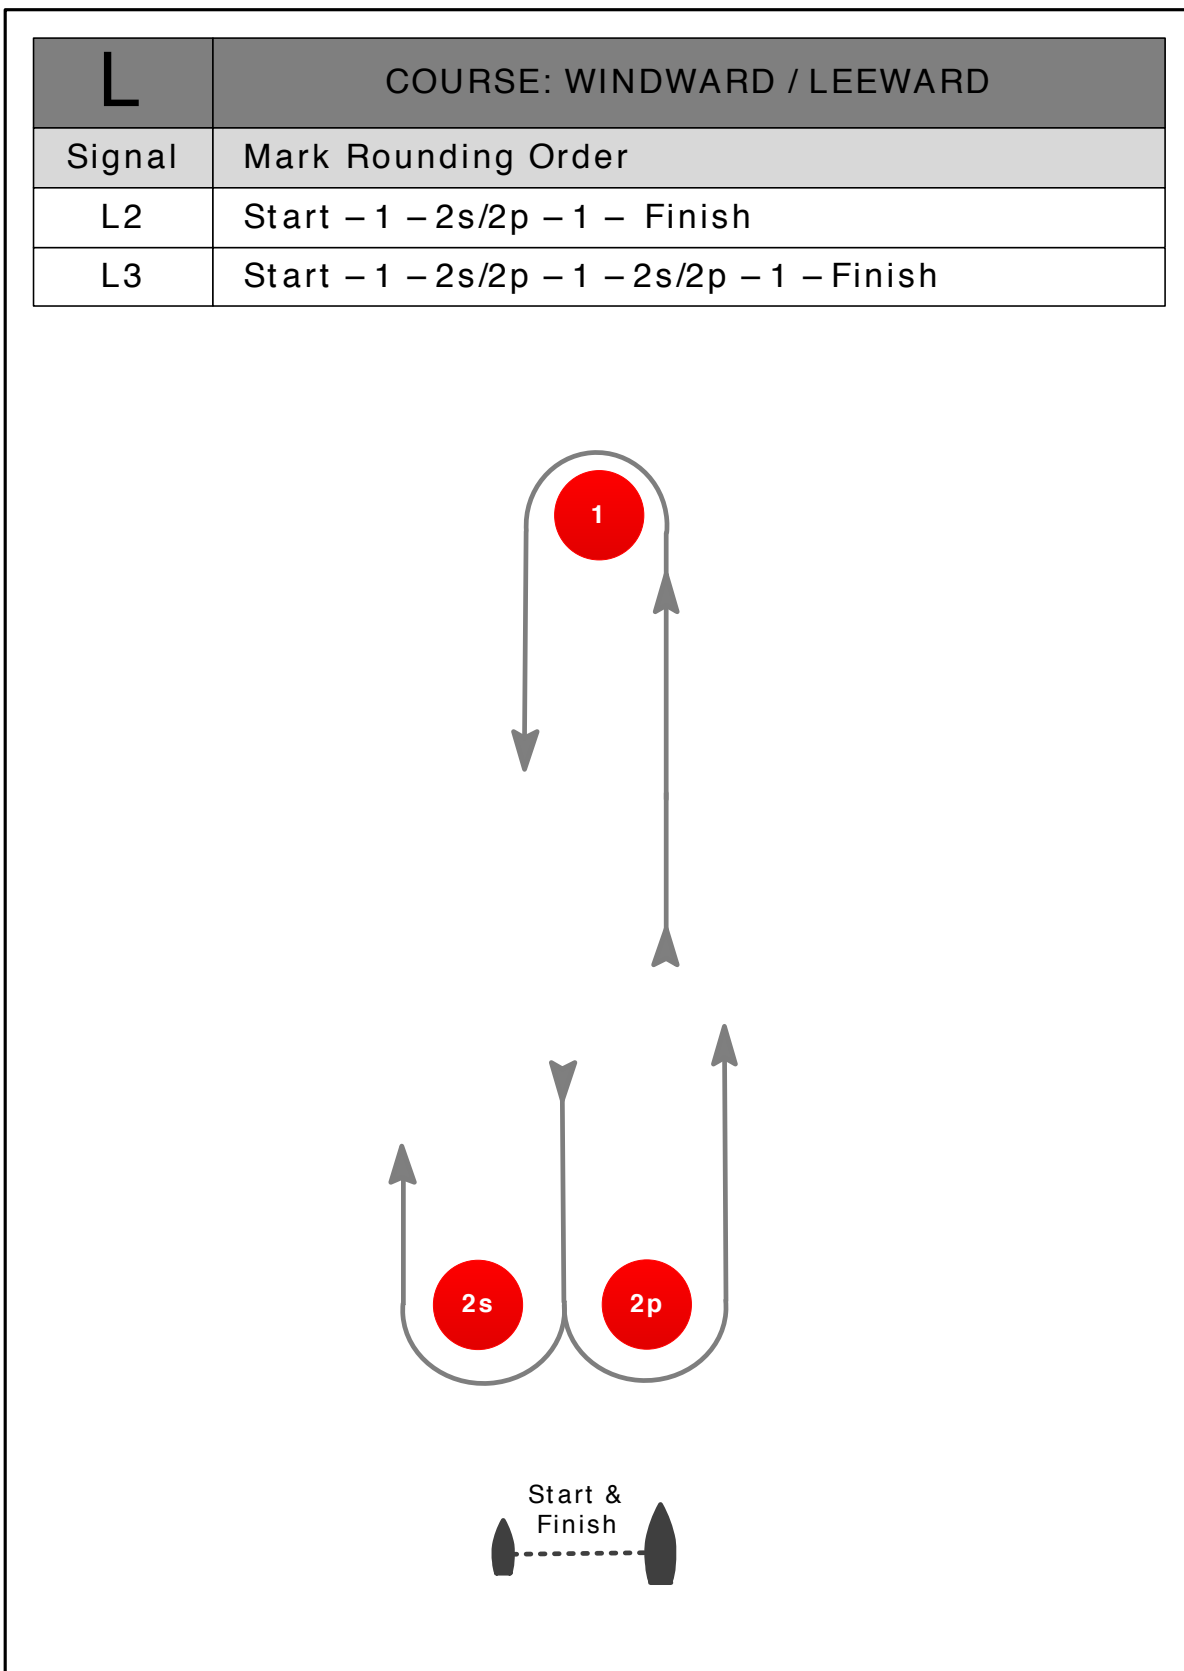 L
COURSE: WINDWARD / LEEWARD
Signal
Mark Rounding Order
L2
Start – 1 – 2s/2p – 1 – Finish
L3
Start – 1 – 2s/2p – 1 – 2s/2p – 1 – Finish
1
2s
2p
Start &
Finish